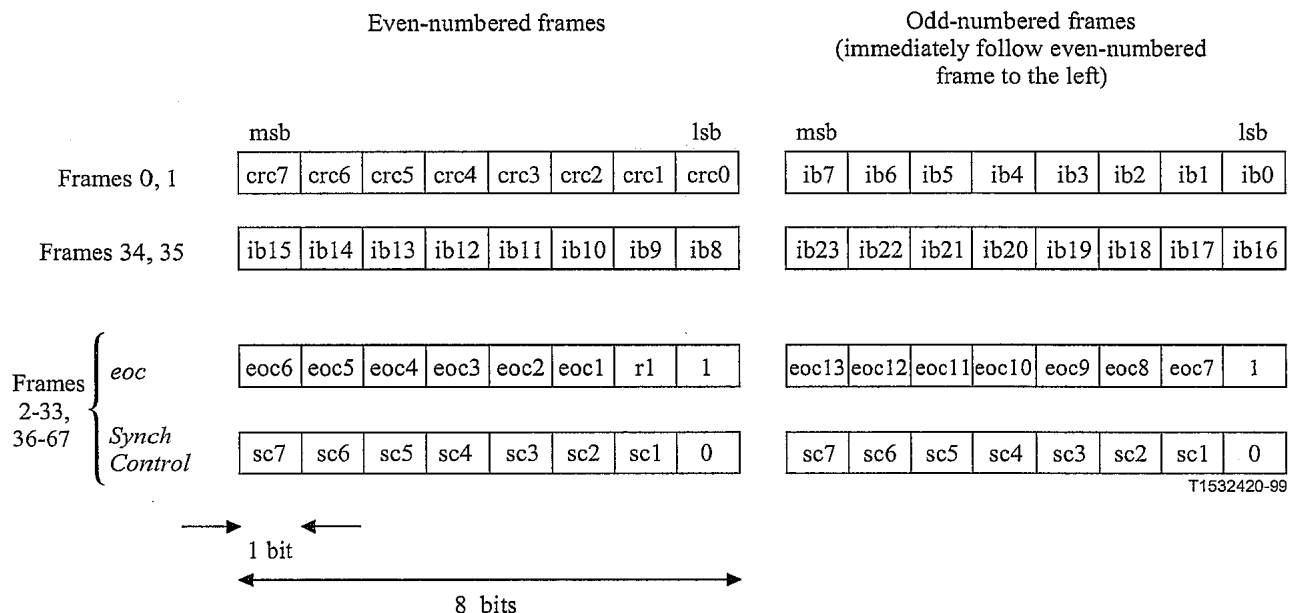 Even-numbered frames
Odd-numbered frames
(immediately follow even-numbered
frame to the left)
msb lsb msb lsb
Frames 0, 1 crc7 crc6 crc5 crc4 crc3 crc2 crc1 crc0 ib7 ib6 ib5 ib4 ib3 ib2 ib1 ib0
Frames 34, 35 ib15 ib14 ib13 ib12 ib11 ib10 ib9 ib8 ib23 ib22 ib21 ib20 ib19 ib18 ib17 ib16
Frames
2-33,
36-67
eoc eoc6 eoc5 eoc4 eoc3 eoc2 eoc1 r1 1 eoc13 eoc12 eoc11 eoc10 eoc9 eoc8 eoc7 1
Synch
Control sc7 sc6 sc5 sc4 sc3 sc2 sc1 0 sc7 sc6 sc5 sc4 sc3 sc2 sc1 0
T1532420-99
1 bit
8 bits